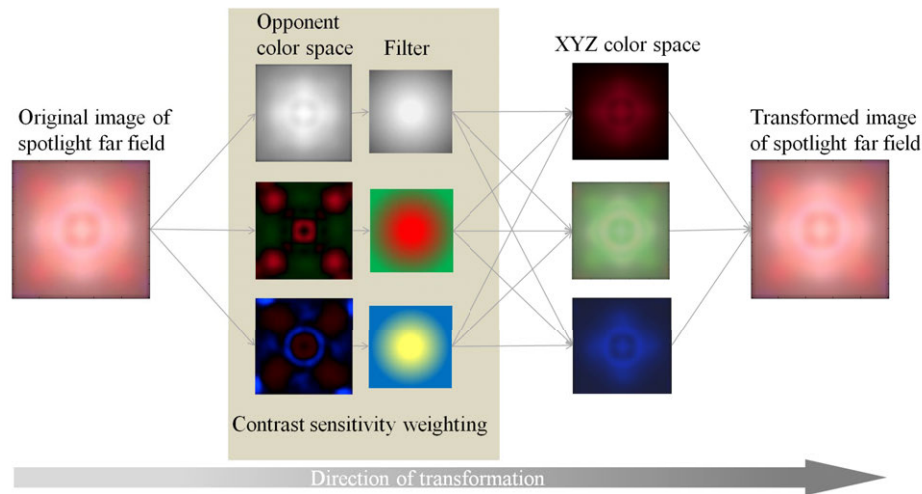 Opponent
color space
Filter
XYZ color space
Original image of
spotlight far field
Transformed image
of spotlight far field
Contrast sensitivity weighting
Direction of transformation